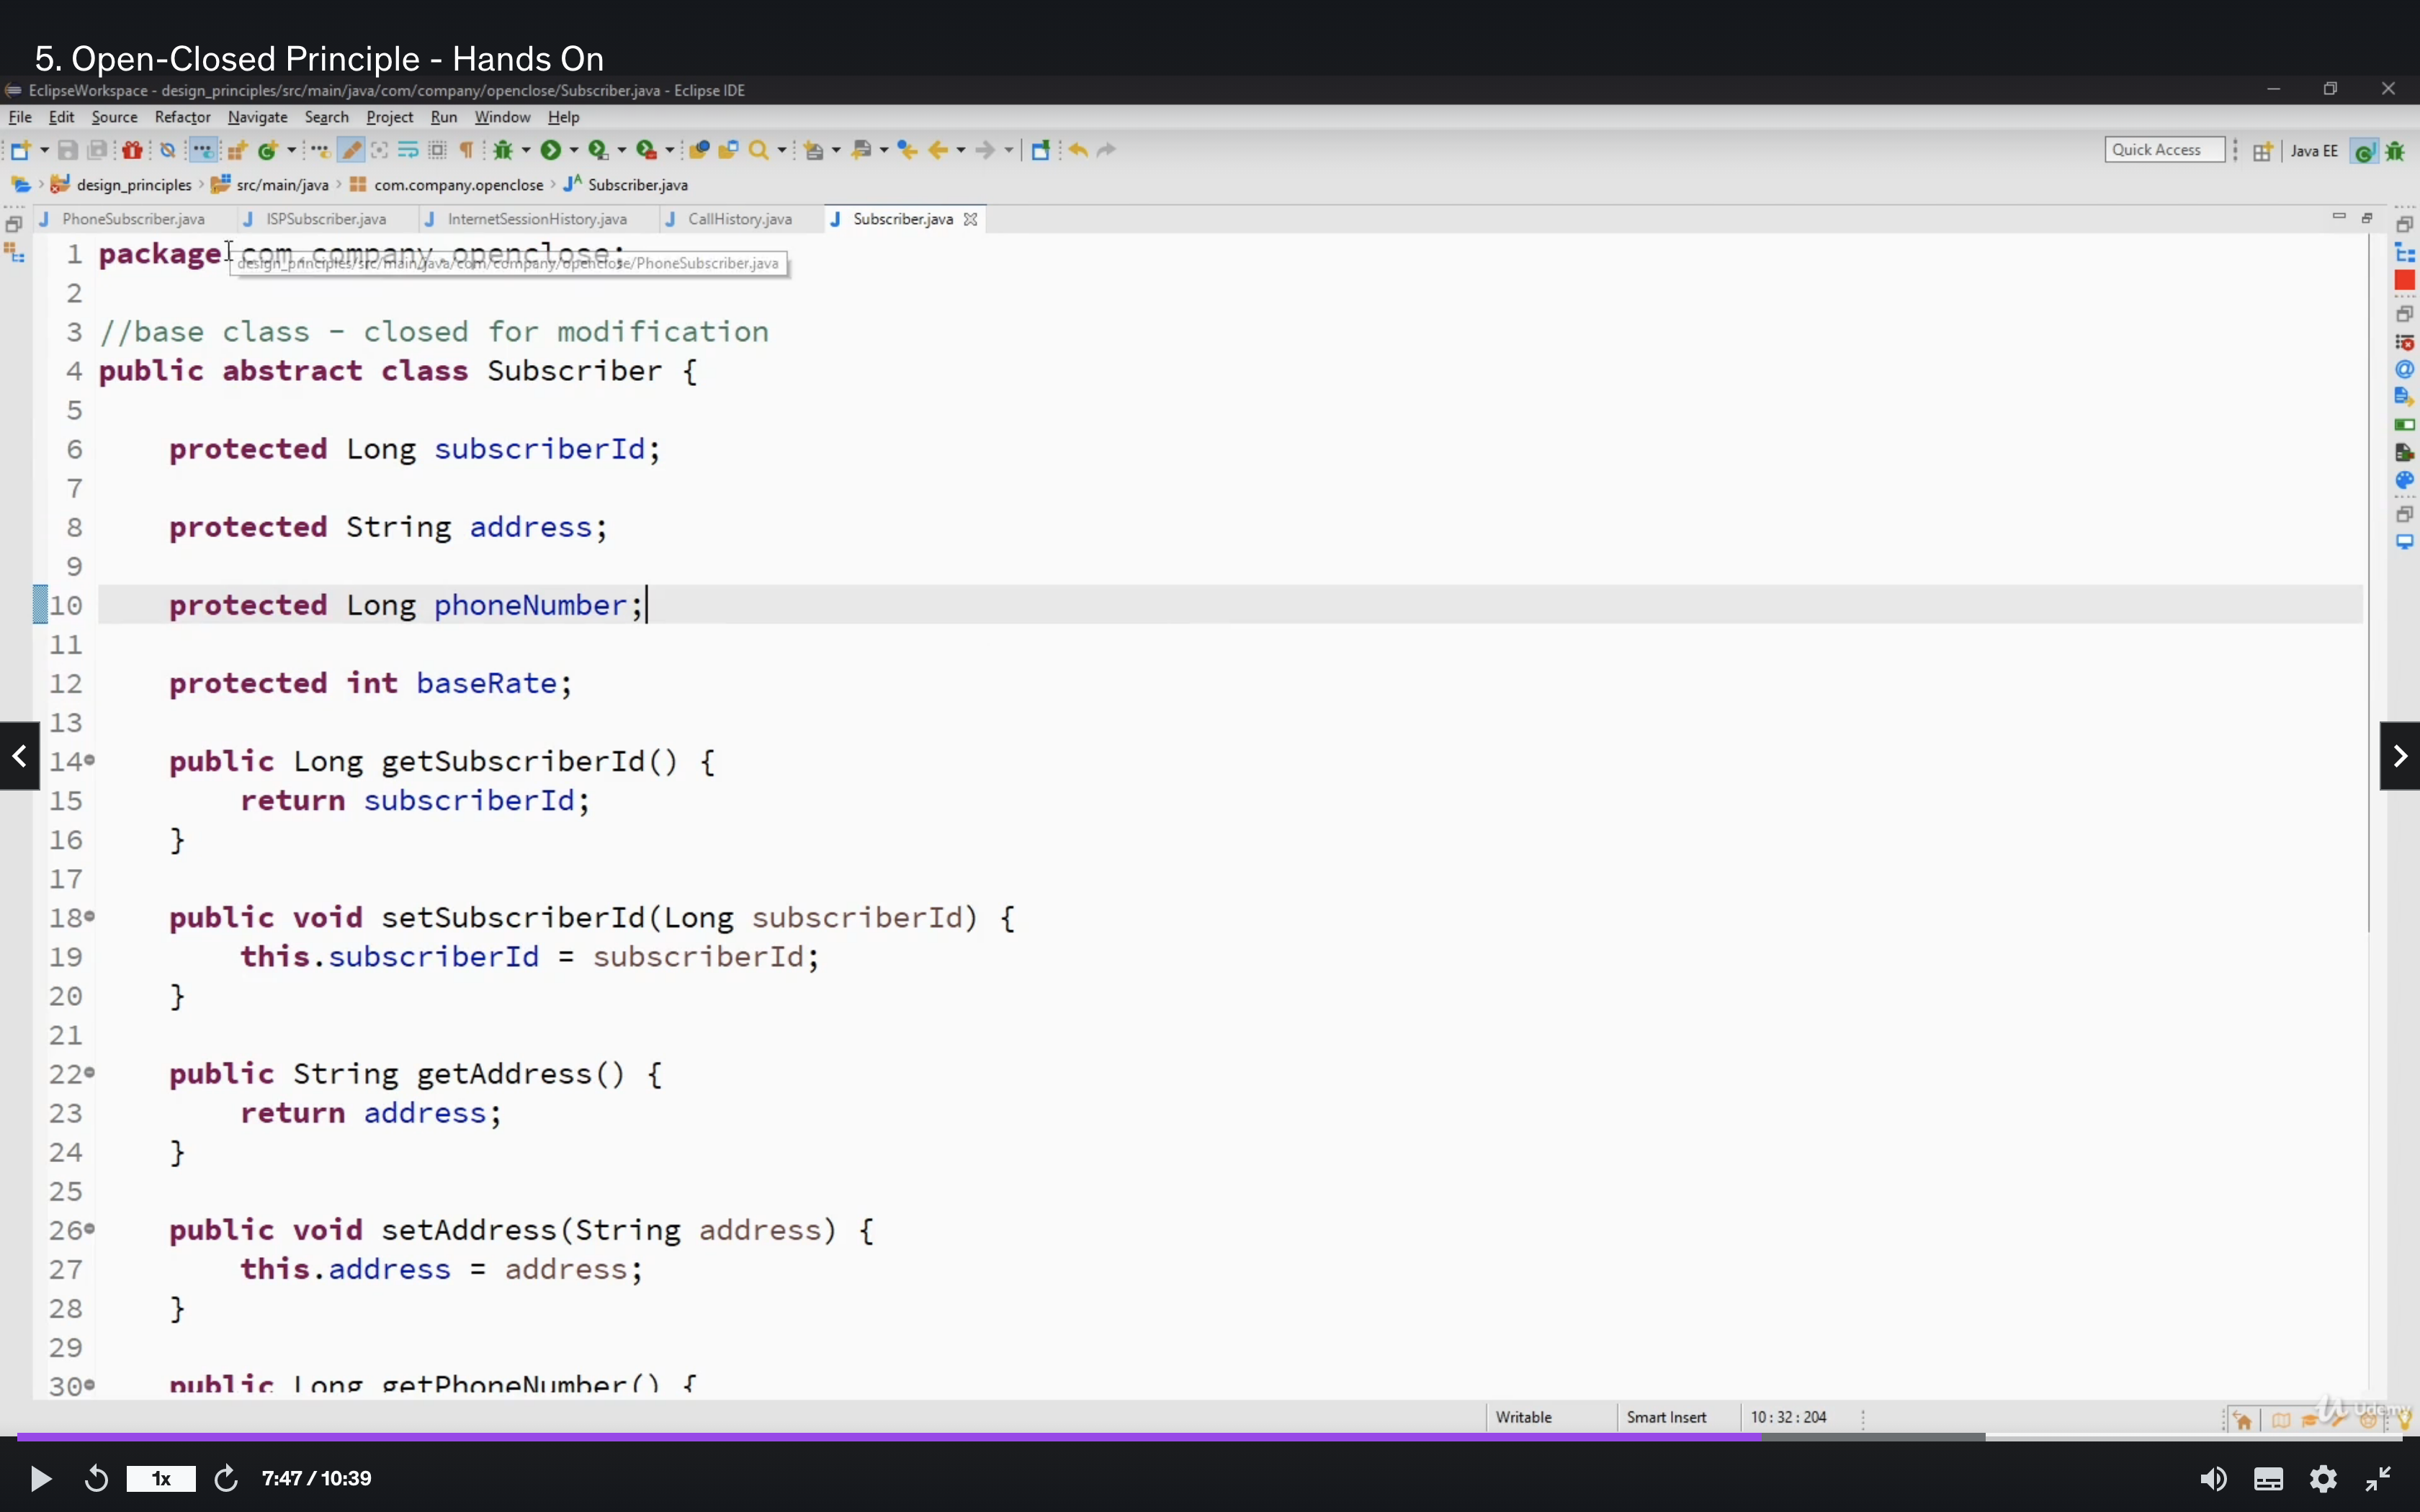 5. Open-Closed Principle - Hands On
EclipseWorkspace - design_principles/src/main/java/com/company/openclose/Subscriber.java - Eclipse IDE
File Edit Source Refactor Navigate Search Project Run Window Help
Quick Access Java EE
design_principles src/main/java com.company.openclose Subscriber.java
PhoneSubscriber.java ISPSubscriber.java InternetSessionHistory.java CallHistory.java Subscriber.java
1 package com.company.openclose;
design_principles/src/main/java/com/company/openclose/PhoneSubscriber.java
2
3 //base class - closed for modification
4 public abstract class Subscriber {
5
6 protected Long subscriberId;
7
8 protected String address;
9
10 protected Long phoneNumber;
11
12 protected int baseRate;
13
14 public Long getSubscriberId() {
15 return subscriberId;
16 }
17
18 public void setSubscriberId(Long subscriberId) {
19 this.subscriberId = subscriberId;
20 }
21
22 public String getAddress() {
23 return address;
24 }
25
26 public void setAddress(String address) {
27 this.address = address;
28 }
29
30 public Long getPhoneNumber() {
Writable Smart Insert 10 : 32 : 204
Udemy
1x 7:47 / 10:39